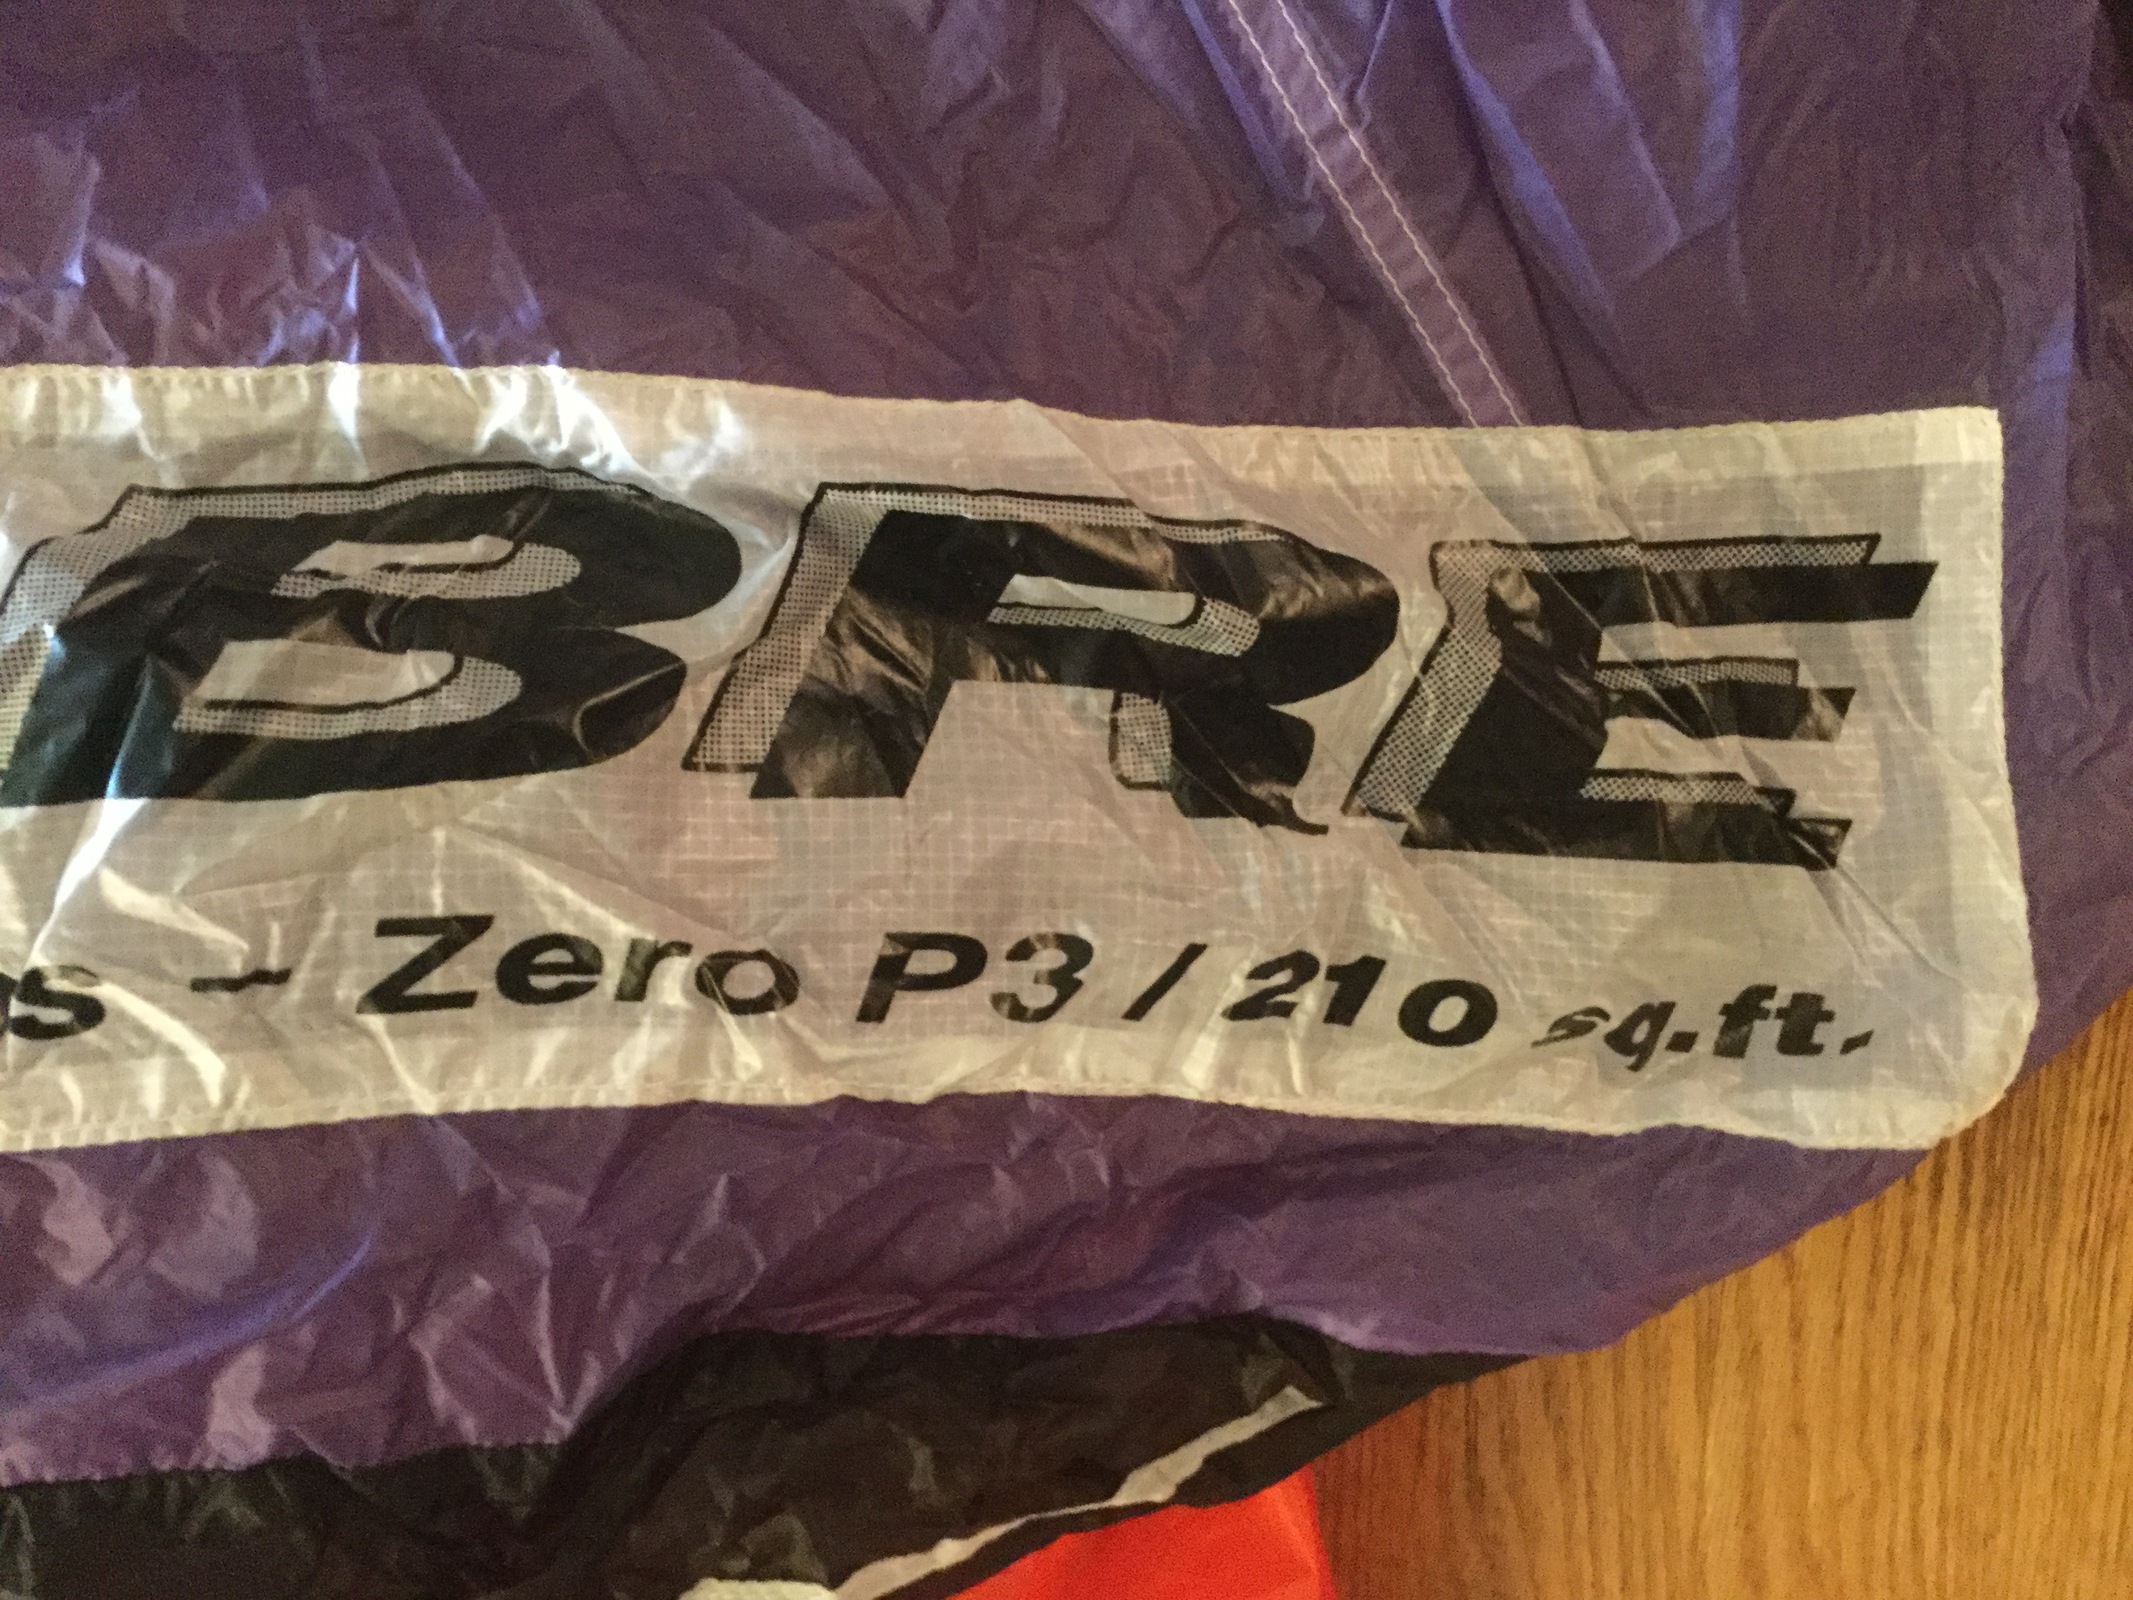 BRE
s - Zero P3 / 210 sq.ft.